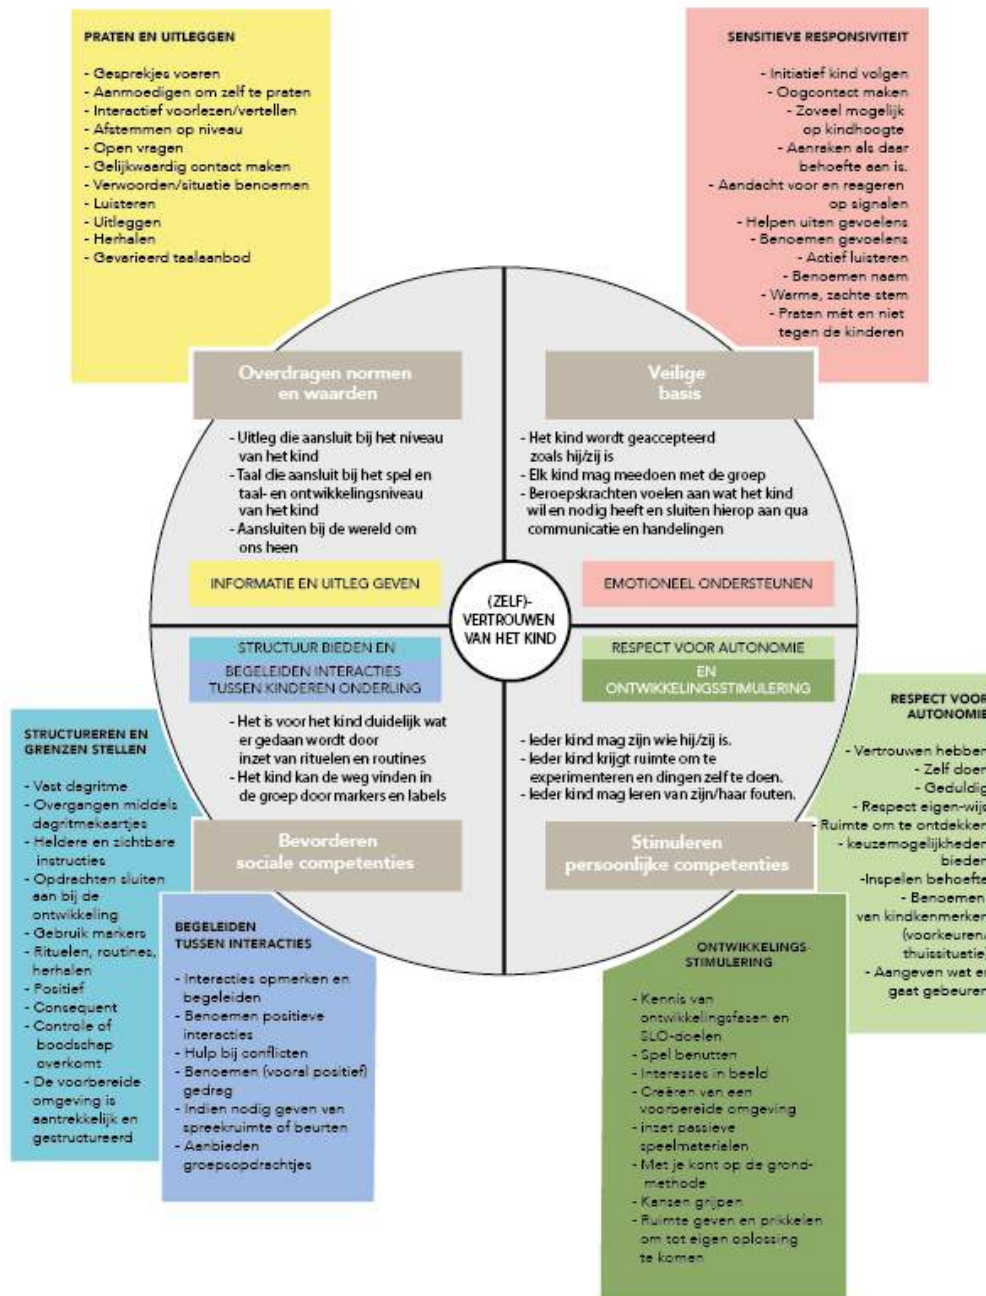 PRATEN EN UITLEGGEN
- Gesprekjes voeren
- Aanmoedigen om zelf te praten
- Interactief voorlezen/vertellen
- Afstemmen op niveau
- Open vragen
- Gelijkwaardig contact maken
- Verwoorden/situatie benoemen
- Luisteren
- Uitleggen
- Herhalen
- Gevarieerd taalaanbod
SENSITIEVE RESPONSIVITEIT
- Initiatief kind volgen
- Oogcontact maken
- Zoveel mogelijk
op kindhoogte
- Aanraken als daar
behoefte aan is.
- Aandacht voor en reageren
op signalen
- Helpen uiten gevoelens
- Benoemen gevoelens
- Actief luisteren
- Benoemen naam
- Warme, zachte stem
- Praten mét en niet
tegen de kinderen
Overdragen normen
en waarden
- Uitleg die aansluit bij het niveau
van het kind
- Taal die aansluit bij het spel en
taal- en ontwikkelingsniveau
van het kind
- Aansluiten bij de wereld om
ons heen
INFORMATIE EN UITLEG GEVEN
Veilige
basis
- Het kind wordt geaccepteerd
zoals hij/zij is
- Elk kind mag meedoen met de groep
- Beroepskrachten voelen aan wat het kind
wil en nodig heeft en sluiten hierop aan qua
communicatie en handelingen
EMOTIONEEL ONDERSTEUNEN
(ZELF)-
VERTROUWEN
VAN HET KIND
STRUCTUUR BIEDEN EN
BEGELEIDEN INTERACTIES
TUSSEN KINDEREN ONDERLING
- Het is voor het kind duidelijk wat
er gedaan wordt door
inzet van rituelen en routines
- Het kind kan de weg vinden in
de groep door markers en labels
Bevorderen
sociale competenties
RESPECT VOOR AUTONOMIE
EN
ONTWIKKELINGSSTIMULERING
- Ieder kind mag zijn wie hij/zij is.
- Ieder kind krijgt ruimte om te
experimenteren en dingen zelf te doen.
- Ieder kind mag leren van zijn/haar fouten.
Stimuleren
persoonlijke competenties
STRUCTUREREN EN
GRENZEN STELLEN
- Vast dagritme
- Overgangen middels
dagritmekaartjes
- Heldere en zichtbare
instructies
- Opdrachten sluiten
aan bij de
ontwikkeling
- Gebruik markers
- Rituelen, routines,
herhalen
- Positief
- Consequent
- Controle of
boodschap
overkomt
- De voorbereide
omgeving is
aantrekkelijk en
gestructureerd
BEGELEIDEN
TUSSEN INTERACTIES
- Interacties opmerken en
begeleiden
- Benoemen positieve
interacties
- Hulp bij conflicten
- Benoemen (vooral positief)
gedrag
- Indien nodig geven van
spreekruimte of beurten
- Aanbieden
groepsopdrachtjes
ONTWIKKELINGS
STIMULERING
- Kennis van
ontwikkelingsfasen en
SLO-doelen
- Spel benutten
- Interesses in beeld
- Creëren van een
voorbereide omgeving
- inzet passieve
speelmaterialen
- Met je kont op de grond-
methode
- Kansen grijpen
- Ruimte geven en prikkelen
om tot eigen oplossing
te komen
RESPECT VOOR
AUTONOMIE
- Vertrouwen hebben
- Zelf doen
- Geduldig
- Respect eigen-wijs
- Ruimte om te ontdekken
- keuzemogelijkheden
bieden
-Inspelen behoefte
- Benoemen
van kindkenmerken
(voorkeuren/
thuissituatie)
- Aangeven wat er
gaat gebeuren